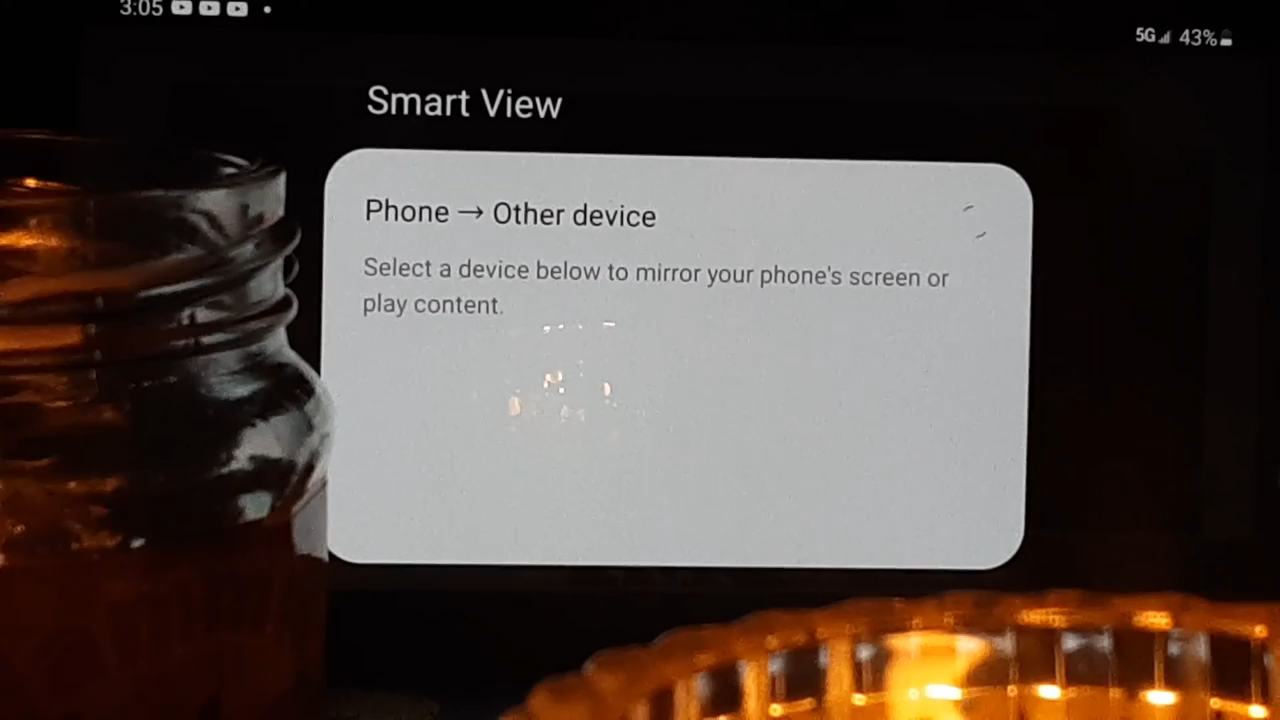 3:05
5G 43%
Smart View
Phone → Other device
Select a device below to mirror your phone's screen or
play content.